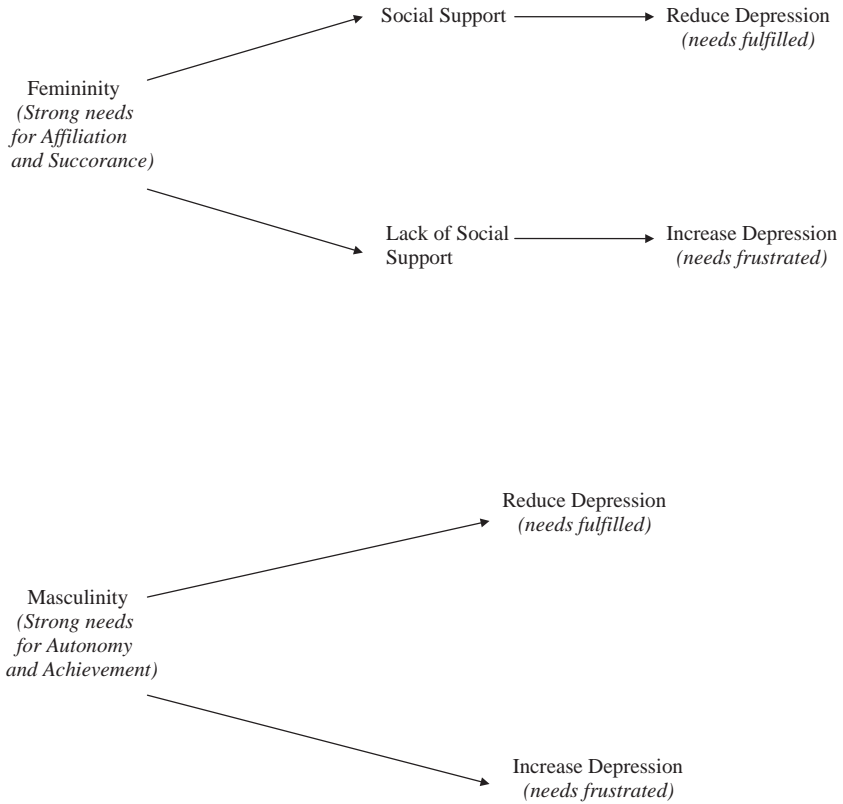 Social Support
Reduce Depression
(needs fulfilled)
Femininity
(Strong needs
for Affiliation
and Succorance)
Lack of Social
Support
Increase Depression
(needs frustrated)
Reduce Depression
(needs fulfilled)
Masculinity
(Strong needs
for Autonomy
and Achievement)
Increase Depression
(needs frustrated)